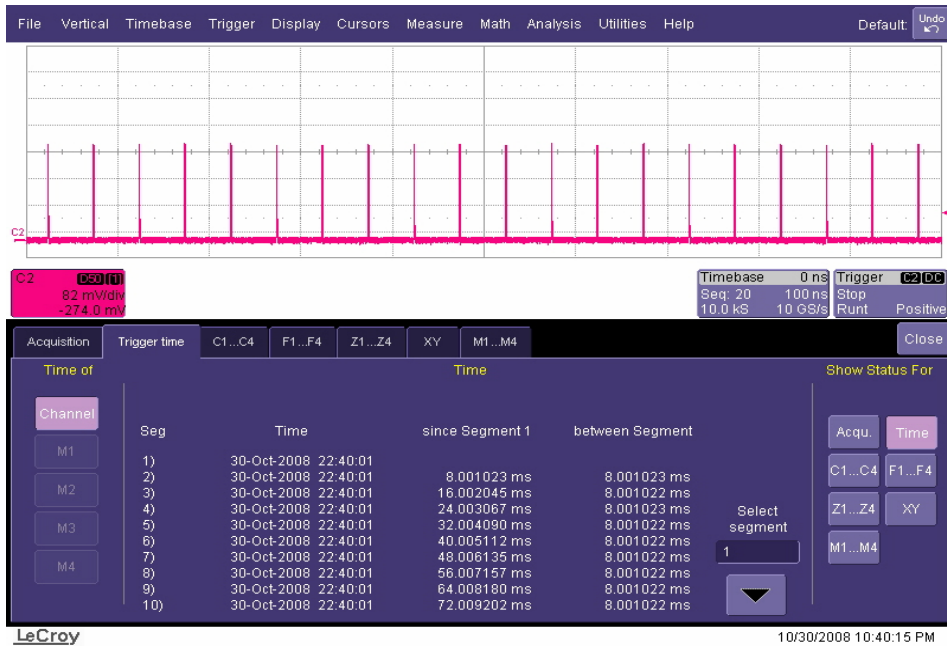 File Vertical Timebase Trigger Display Cursors Measure Math Analysis Utilities Help Default: Undo
C2
C2 D50 (1)
82 mV/div
-274.0 mV
Timebase 0 ns
Seq: 20 100 ns
10.0 kS 10 GS/s
Trigger C2 DC
Stop
Runt Positive
Acquisition Trigger time C1...C4 F1...F4 Z1...Z4 XY M1...M4 Close
Time of Time Show Status For
Channel
M1
M2
M3
M4
Seg Time since Segment 1 between Segment
1) 30-Oct-2008 22:40:01
2) 30-Oct-2008 22:40:01 8.001023 ms 8.001023 ms
3) 30-Oct-2008 22:40:01 16.002045 ms 8.001022 ms
4) 30-Oct-2008 22:40:01 24.003067 ms 8.001023 ms
5) 30-Oct-2008 22:40:01 32.004090 ms 8.001022 ms
6) 30-Oct-2008 22:40:01 40.005112 ms 8.001022 ms
7) 30-Oct-2008 22:40:01 48.006135 ms 8.001022 ms
8) 30-Oct-2008 22:40:01 56.007157 ms 8.001022 ms
9) 30-Oct-2008 22:40:01 64.008180 ms 8.001022 ms
10) 30-Oct-2008 22:40:01 72.009202 ms 8.001022 ms
Select
segment
1
Acqu. Time
C1...C4 F1...F4
Z1...Z4 XY
M1...M4
LeCroy 10/30/2008 10:40:15 PM